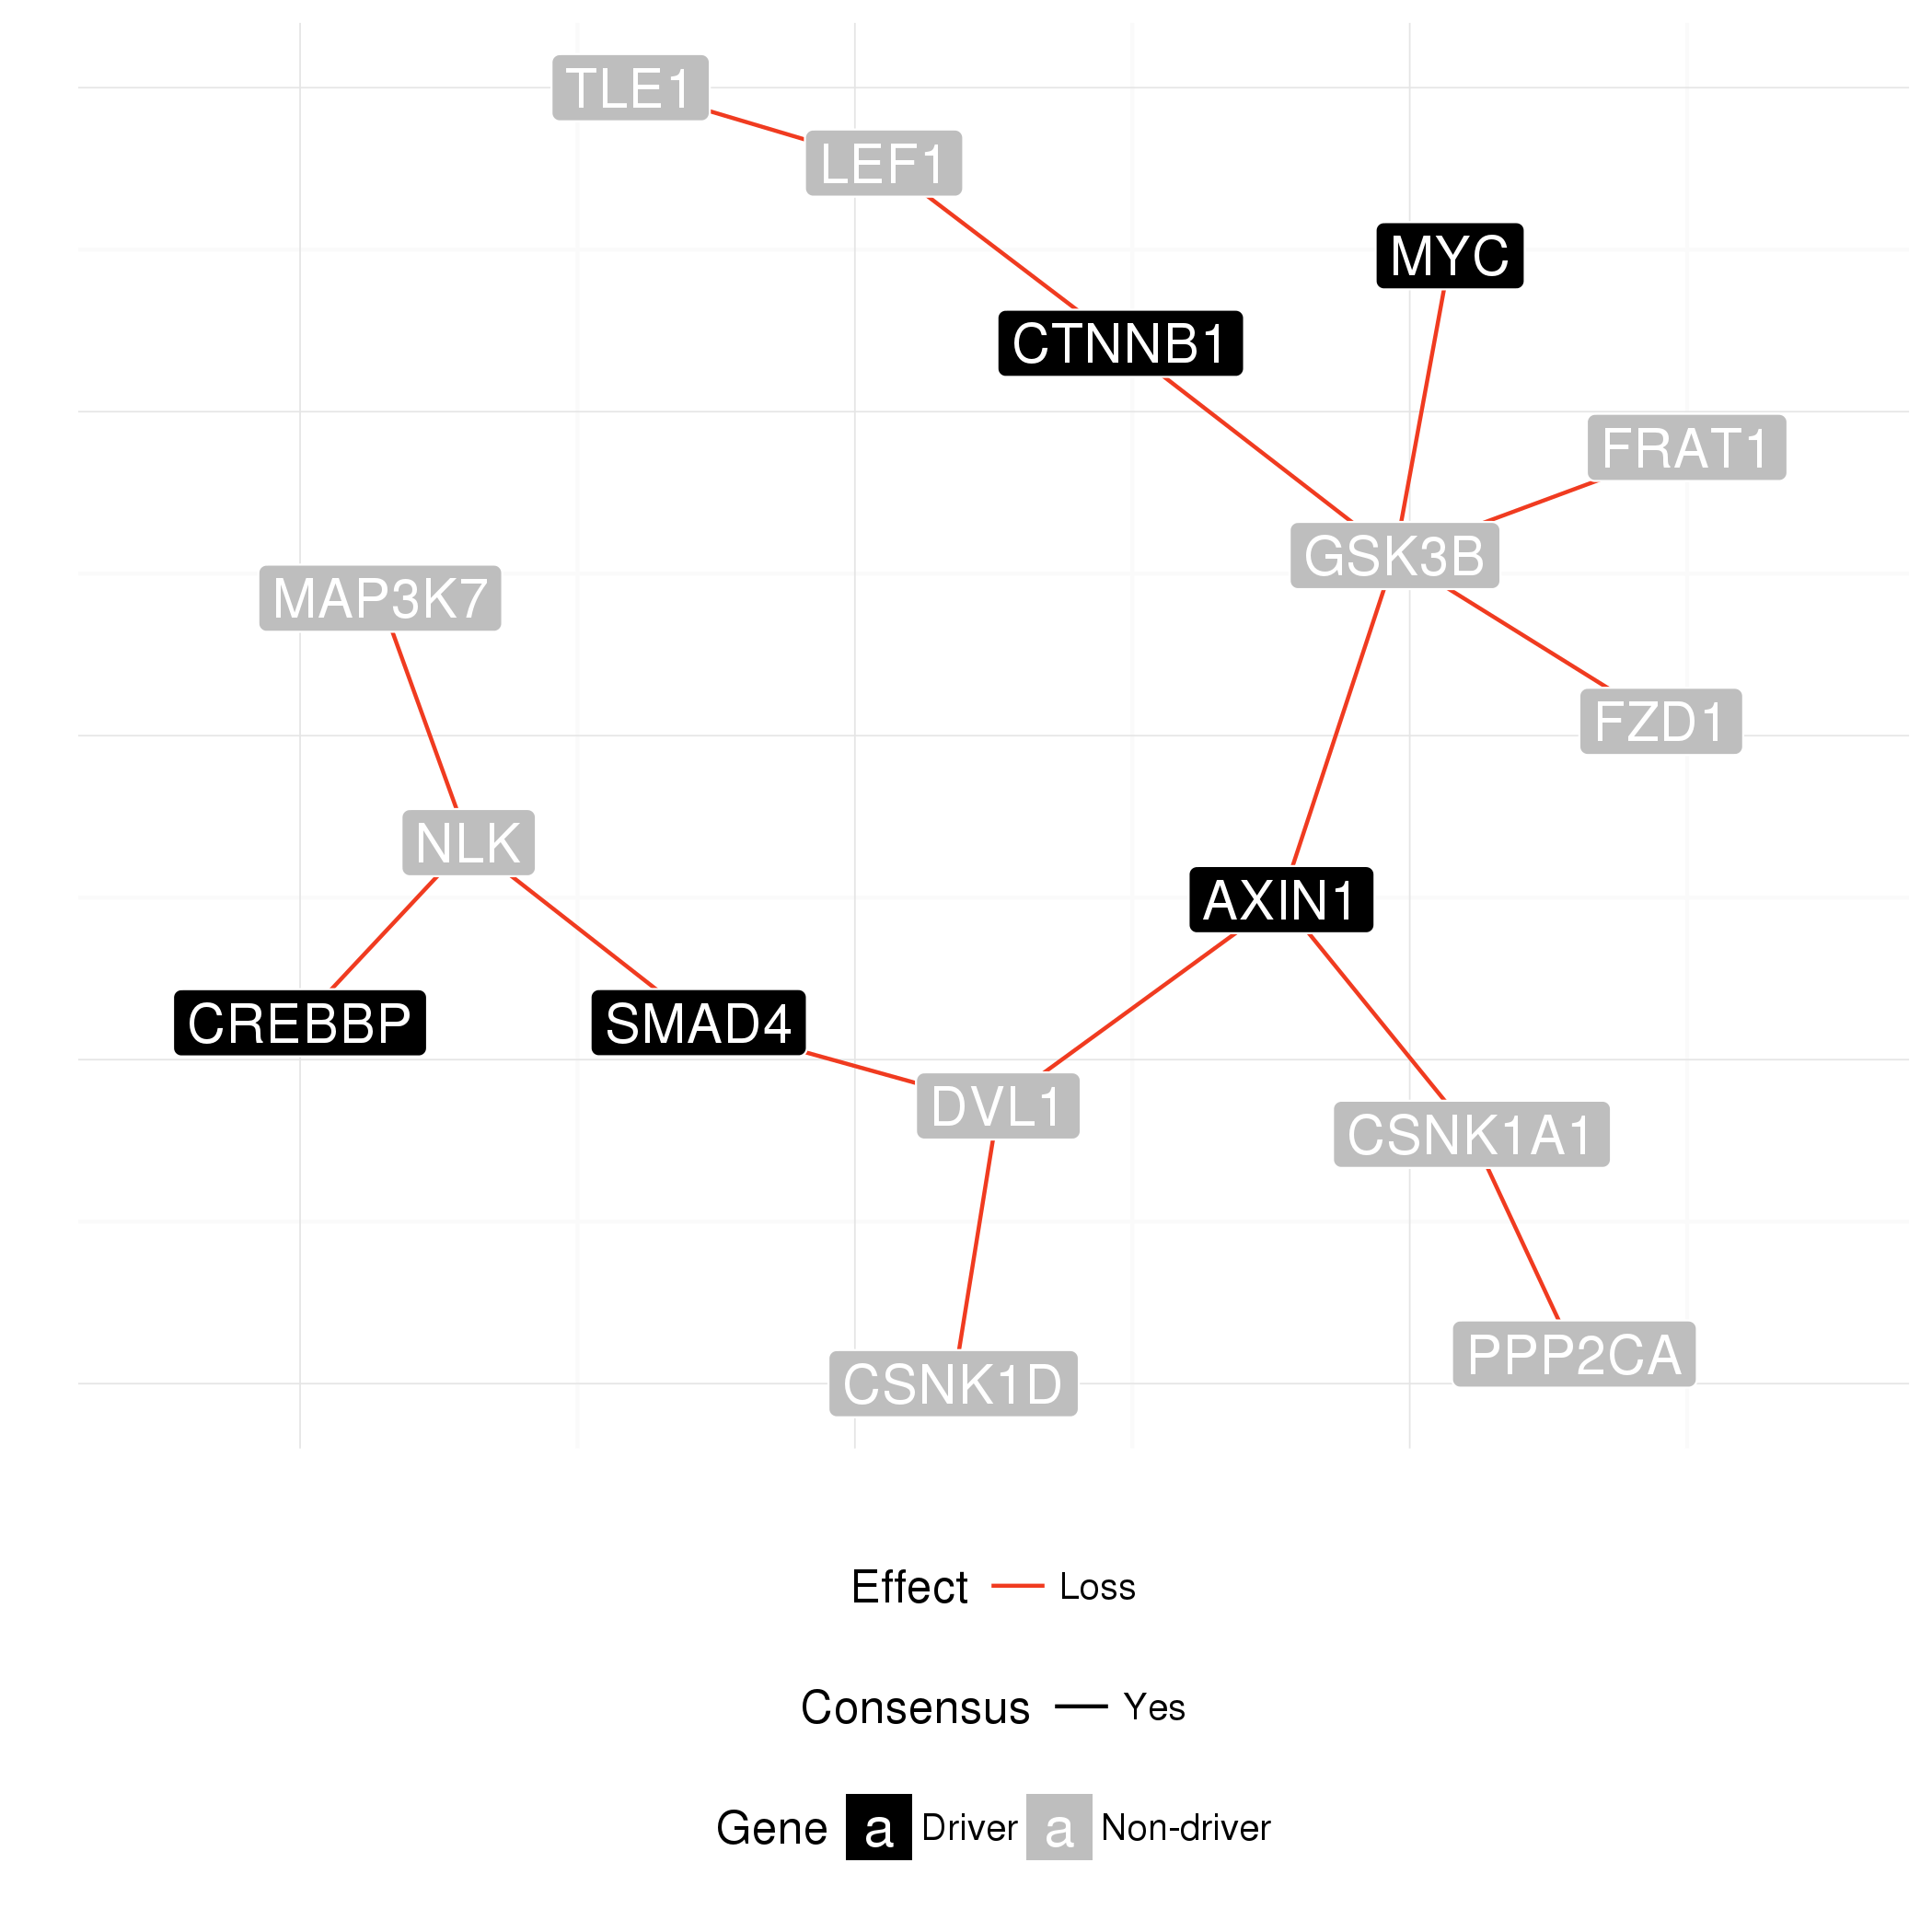 TLE1
LEF1
MYC
CTNNB1
FRAT1
GSK3B
MAP3K7
FZD1
NLK
AXIN1
CREBBP
SMAD4
DVL1
CSNK1A1
PPP2CA
CSNK1D
Effect Loss
Consensus Yes
Gene a Driver a Non-driver